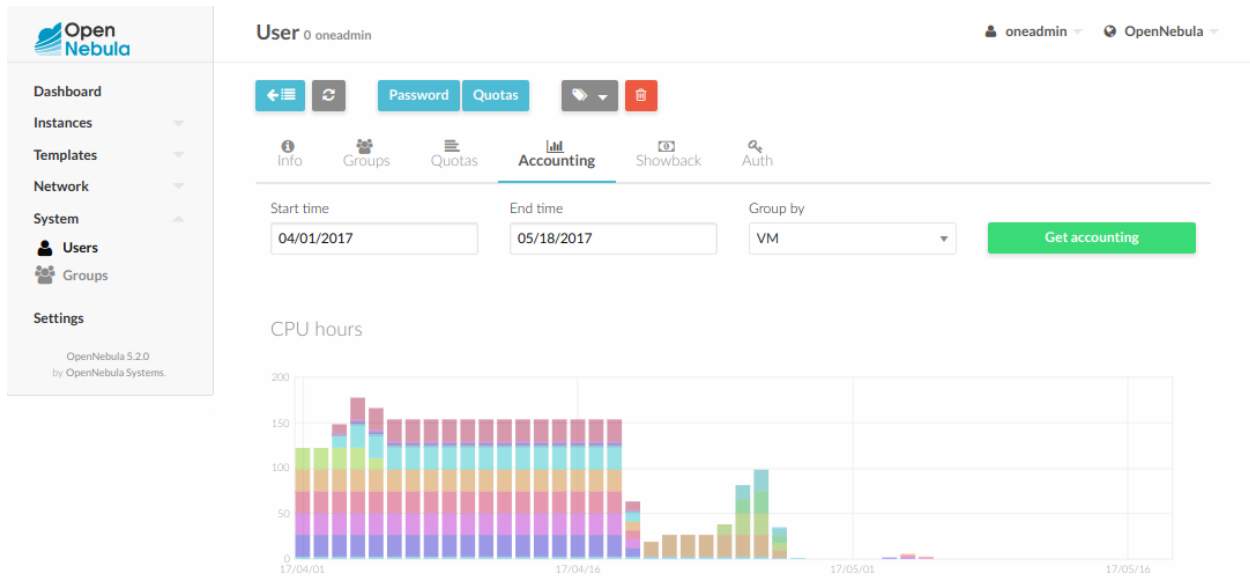 Open
Nebula
User 0 oneadmin
oneadmin
OpenNebula
Dashboard
Instances
Templates
Network
System
Users
Groups
Settings
OpenNebula 5.2.0
by OpenNebula Systems.
Password
Quotas
Info
Groups
Quotas
Accounting
Showback
Auth
Start time
End time
Group by
04/01/2017
05/18/2017
VM
Get accounting
CPU hours
200
150
100
50
0
17/04/01
17/04/16
17/05/01
17/05/16